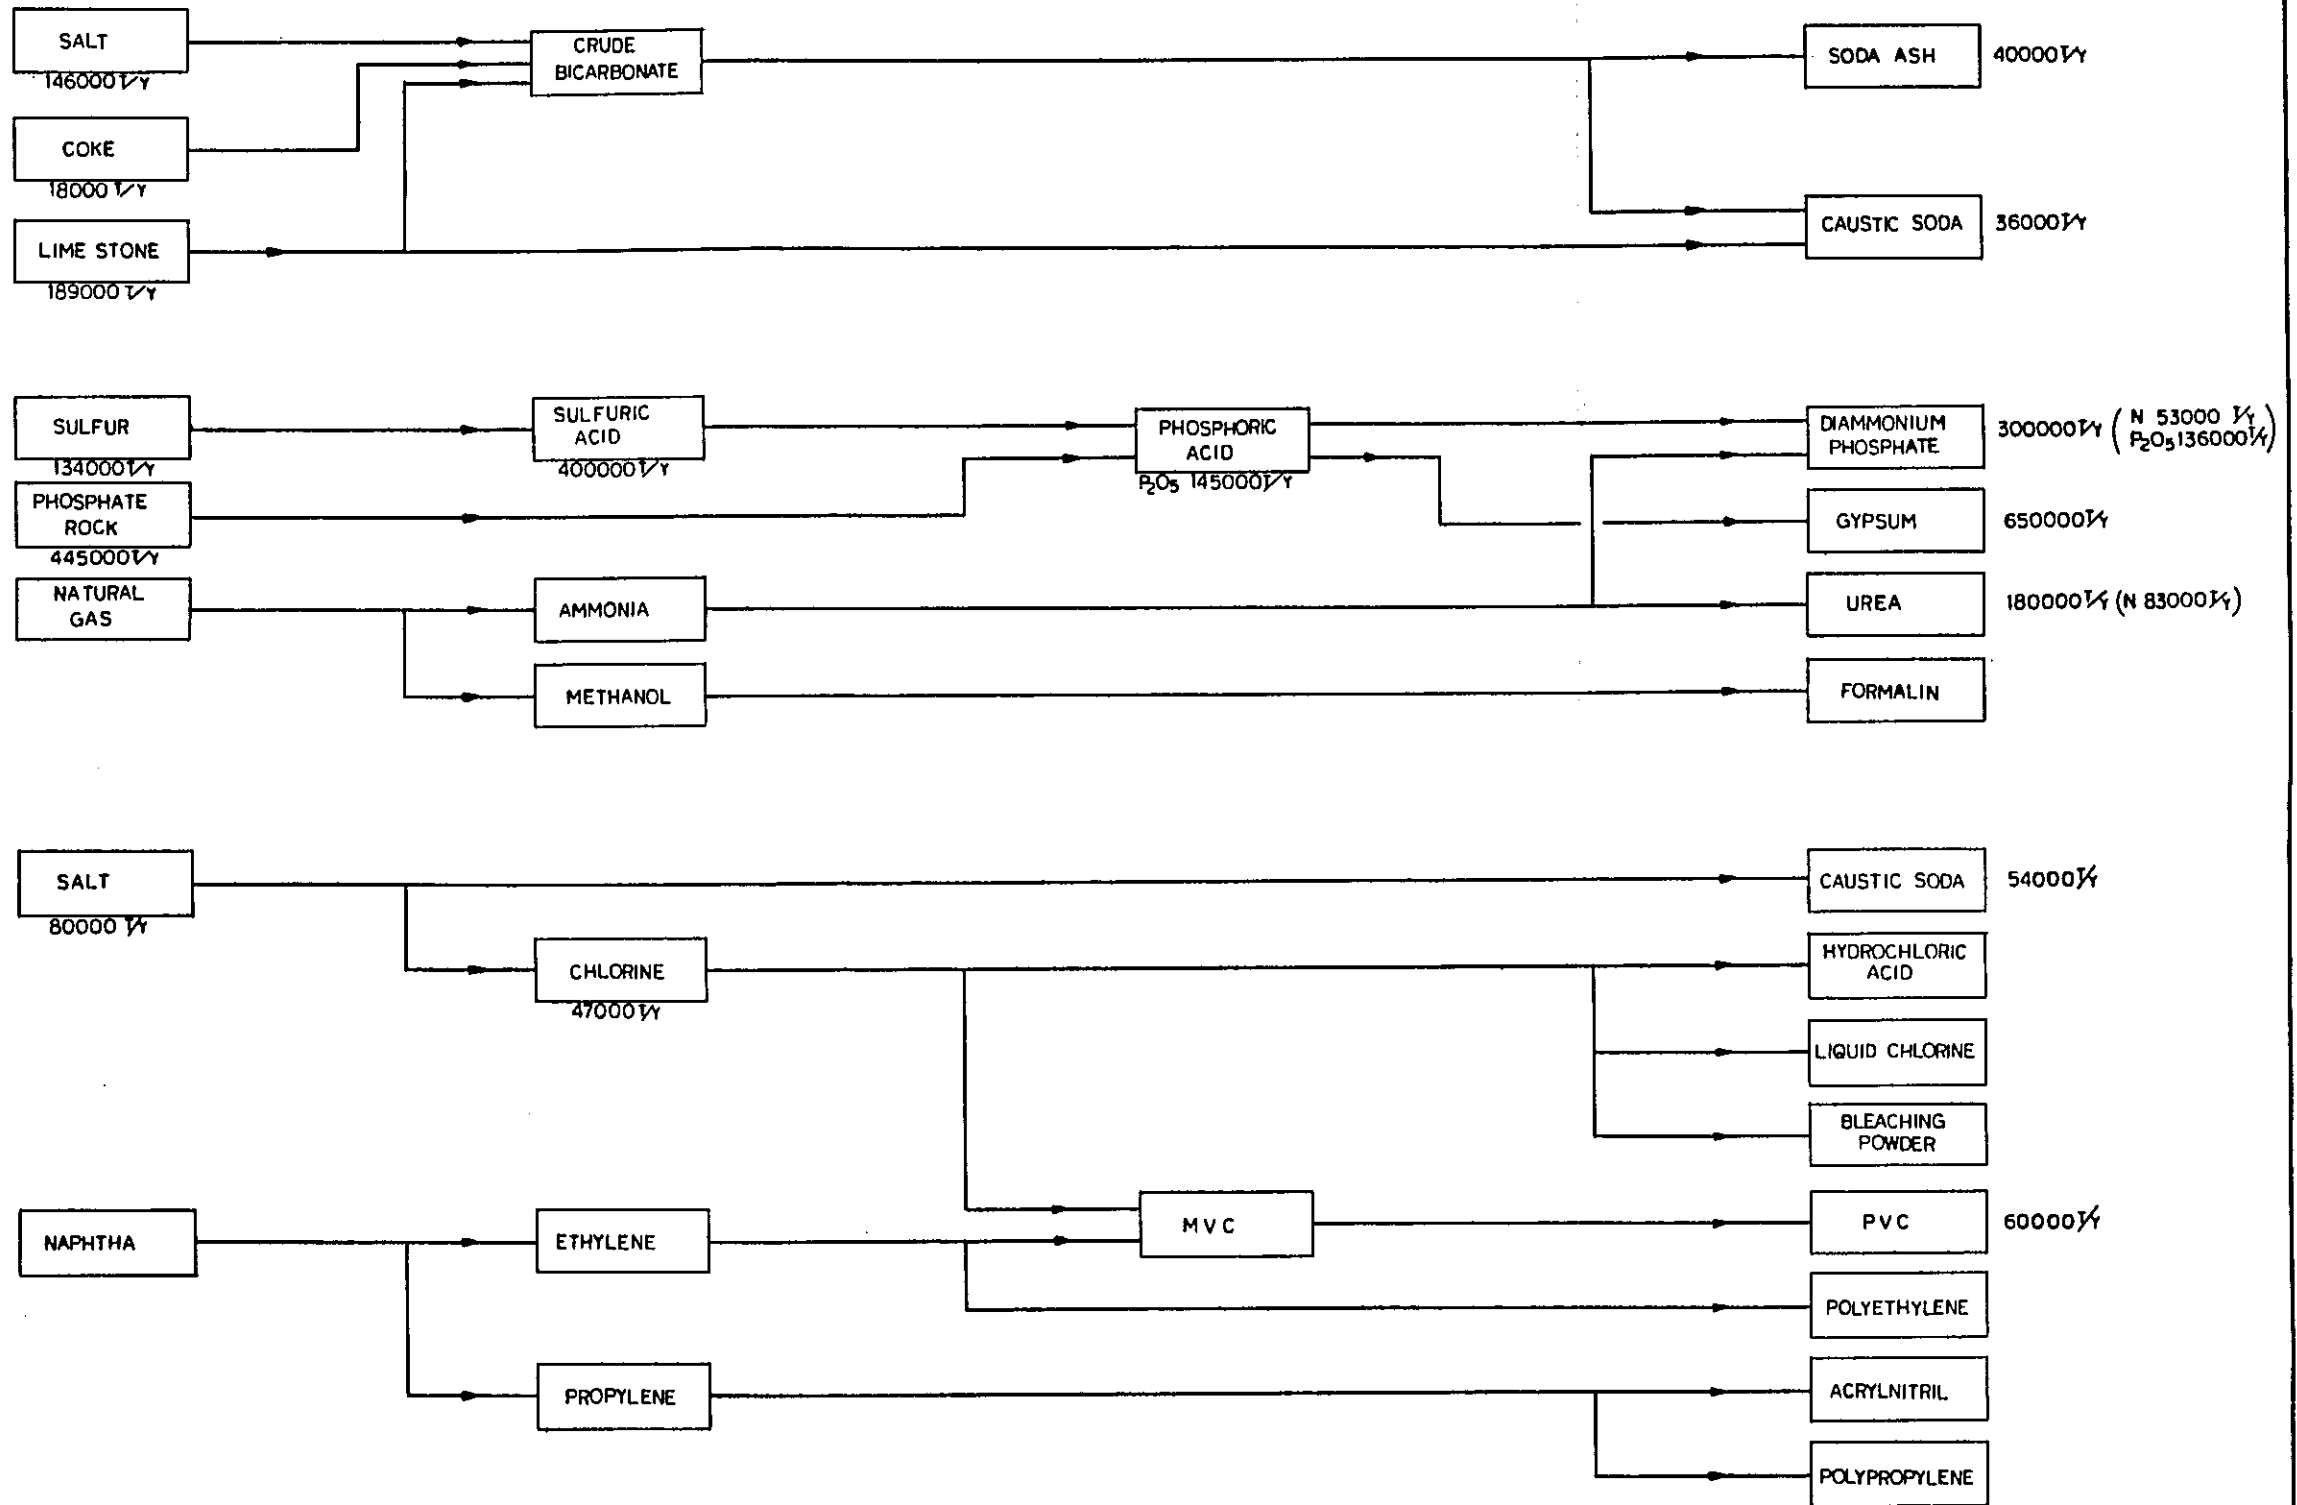 SALT
146000 T/Y
COKE
18000 T/Y
LIME STONE
189000 T/Y
CRUDE
BICARBONATE
SODA ASH
40000 T/Y
CAUSTIC SODA
36000 T/Y
SULFUR
134000 T/Y
PHOSPHATE
ROCK
445000 T/Y
NATURAL
GAS
SULFURIC
ACID
400000 T/Y
AMMONIA
METHANOL
PHOSPHORIC
ACID
P₂O₅ 145000 T/Y
DIAMMONIUM
PHOSPHATE
300000 T/Y
(N 53000 T/Y
P₂O₅ 136000 T/Y)
GYPSUM
650000 T/Y
UREA
180000 T/Y (N 83000 T/Y)
FORMALIN
SALT
80000 T/Y
CHLORINE
47000 T/Y
CAUSTIC SODA
54000 T/Y
HYDROCHLORIC
ACID
LIQUID CHLORINE
BLEACHING
POWDER
NAPHTHA
ETHYLENE
PROPYLENE
MVC
PVC
60000 T/Y
POLYETHYLENE
ACRYLNITRIL
POLYPROPYLENE